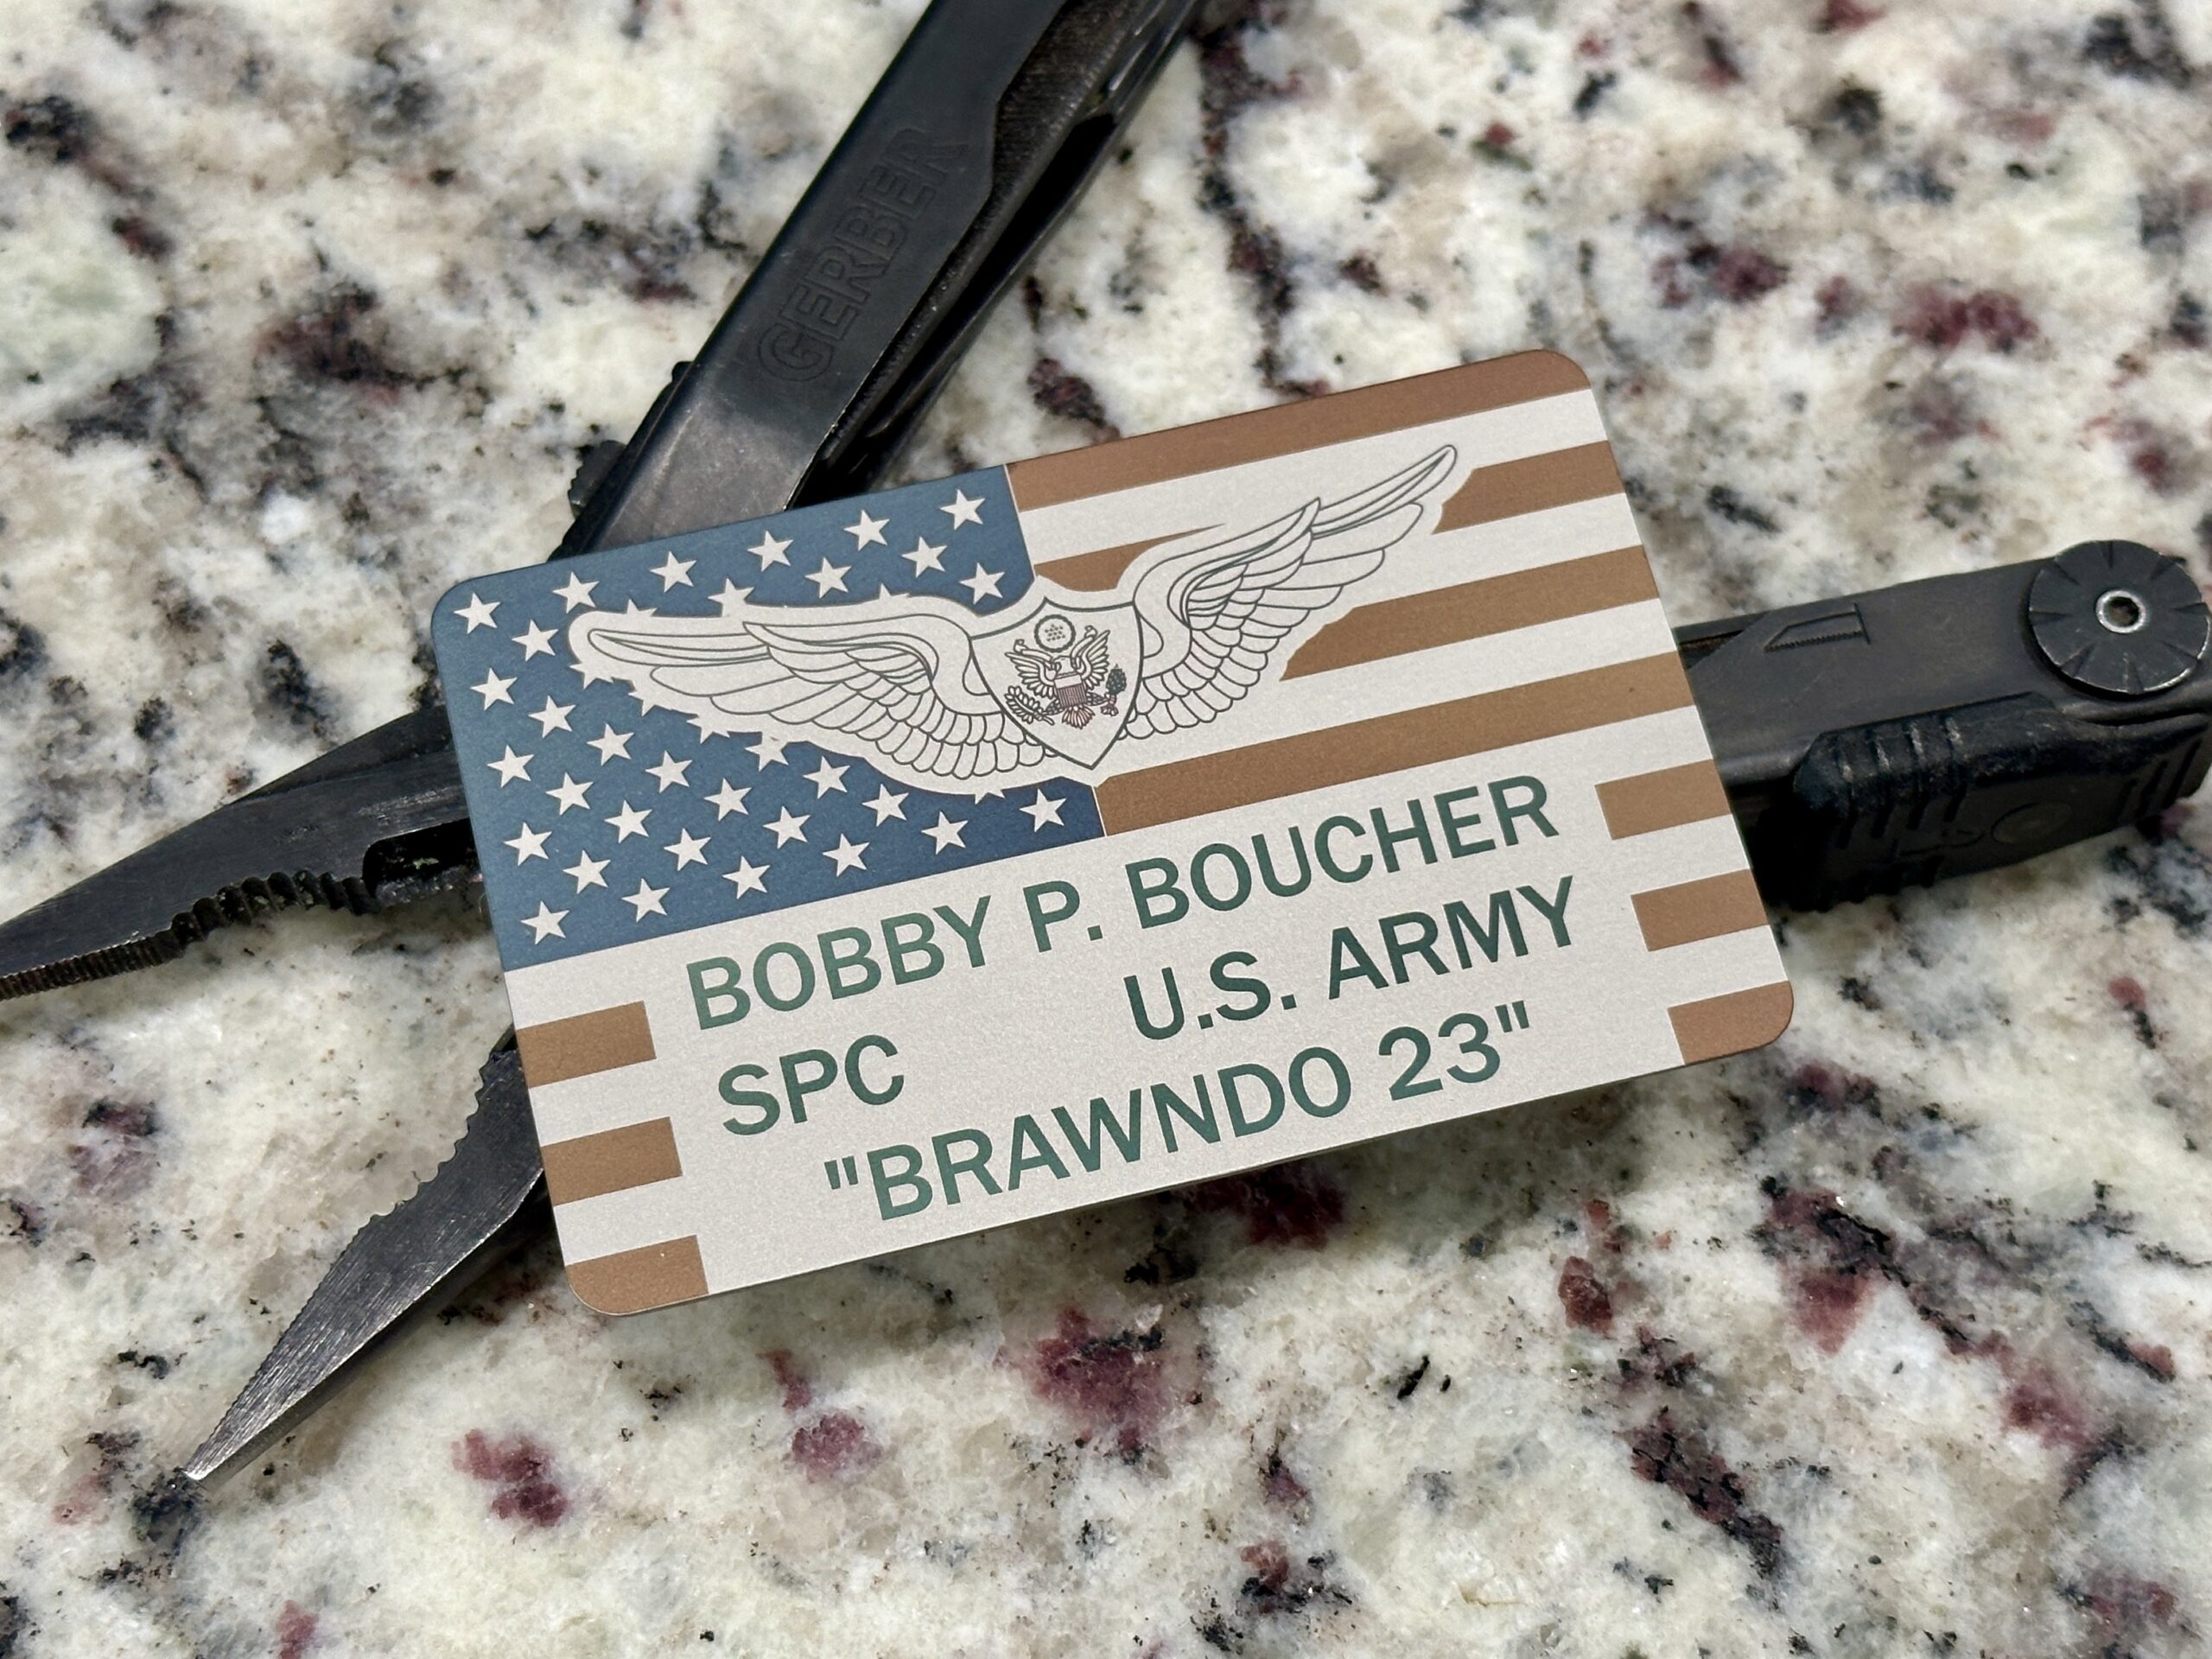 GERBER
BOBBY P. BOUCHER
SPC U.S. ARMY
"BRAWNDO 23"